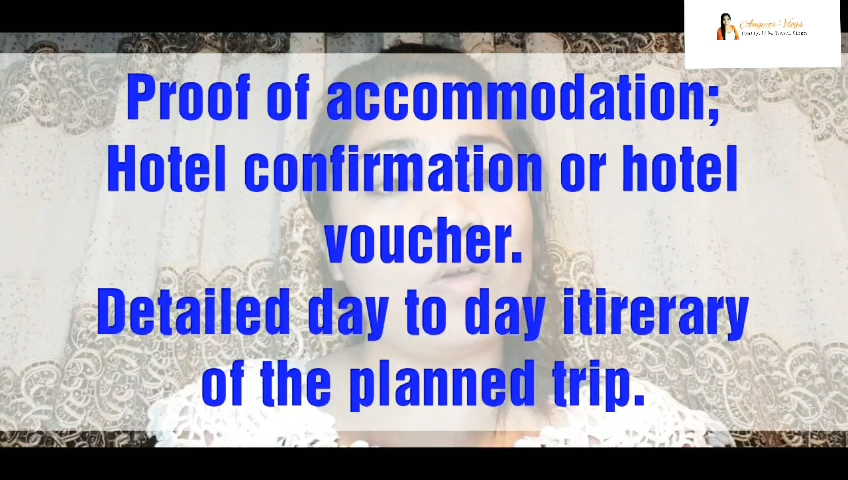 Proof of accommodation;
Hotel confirmation or hotel
voucher.
Detailed day to day itirerary
of the planned trip.